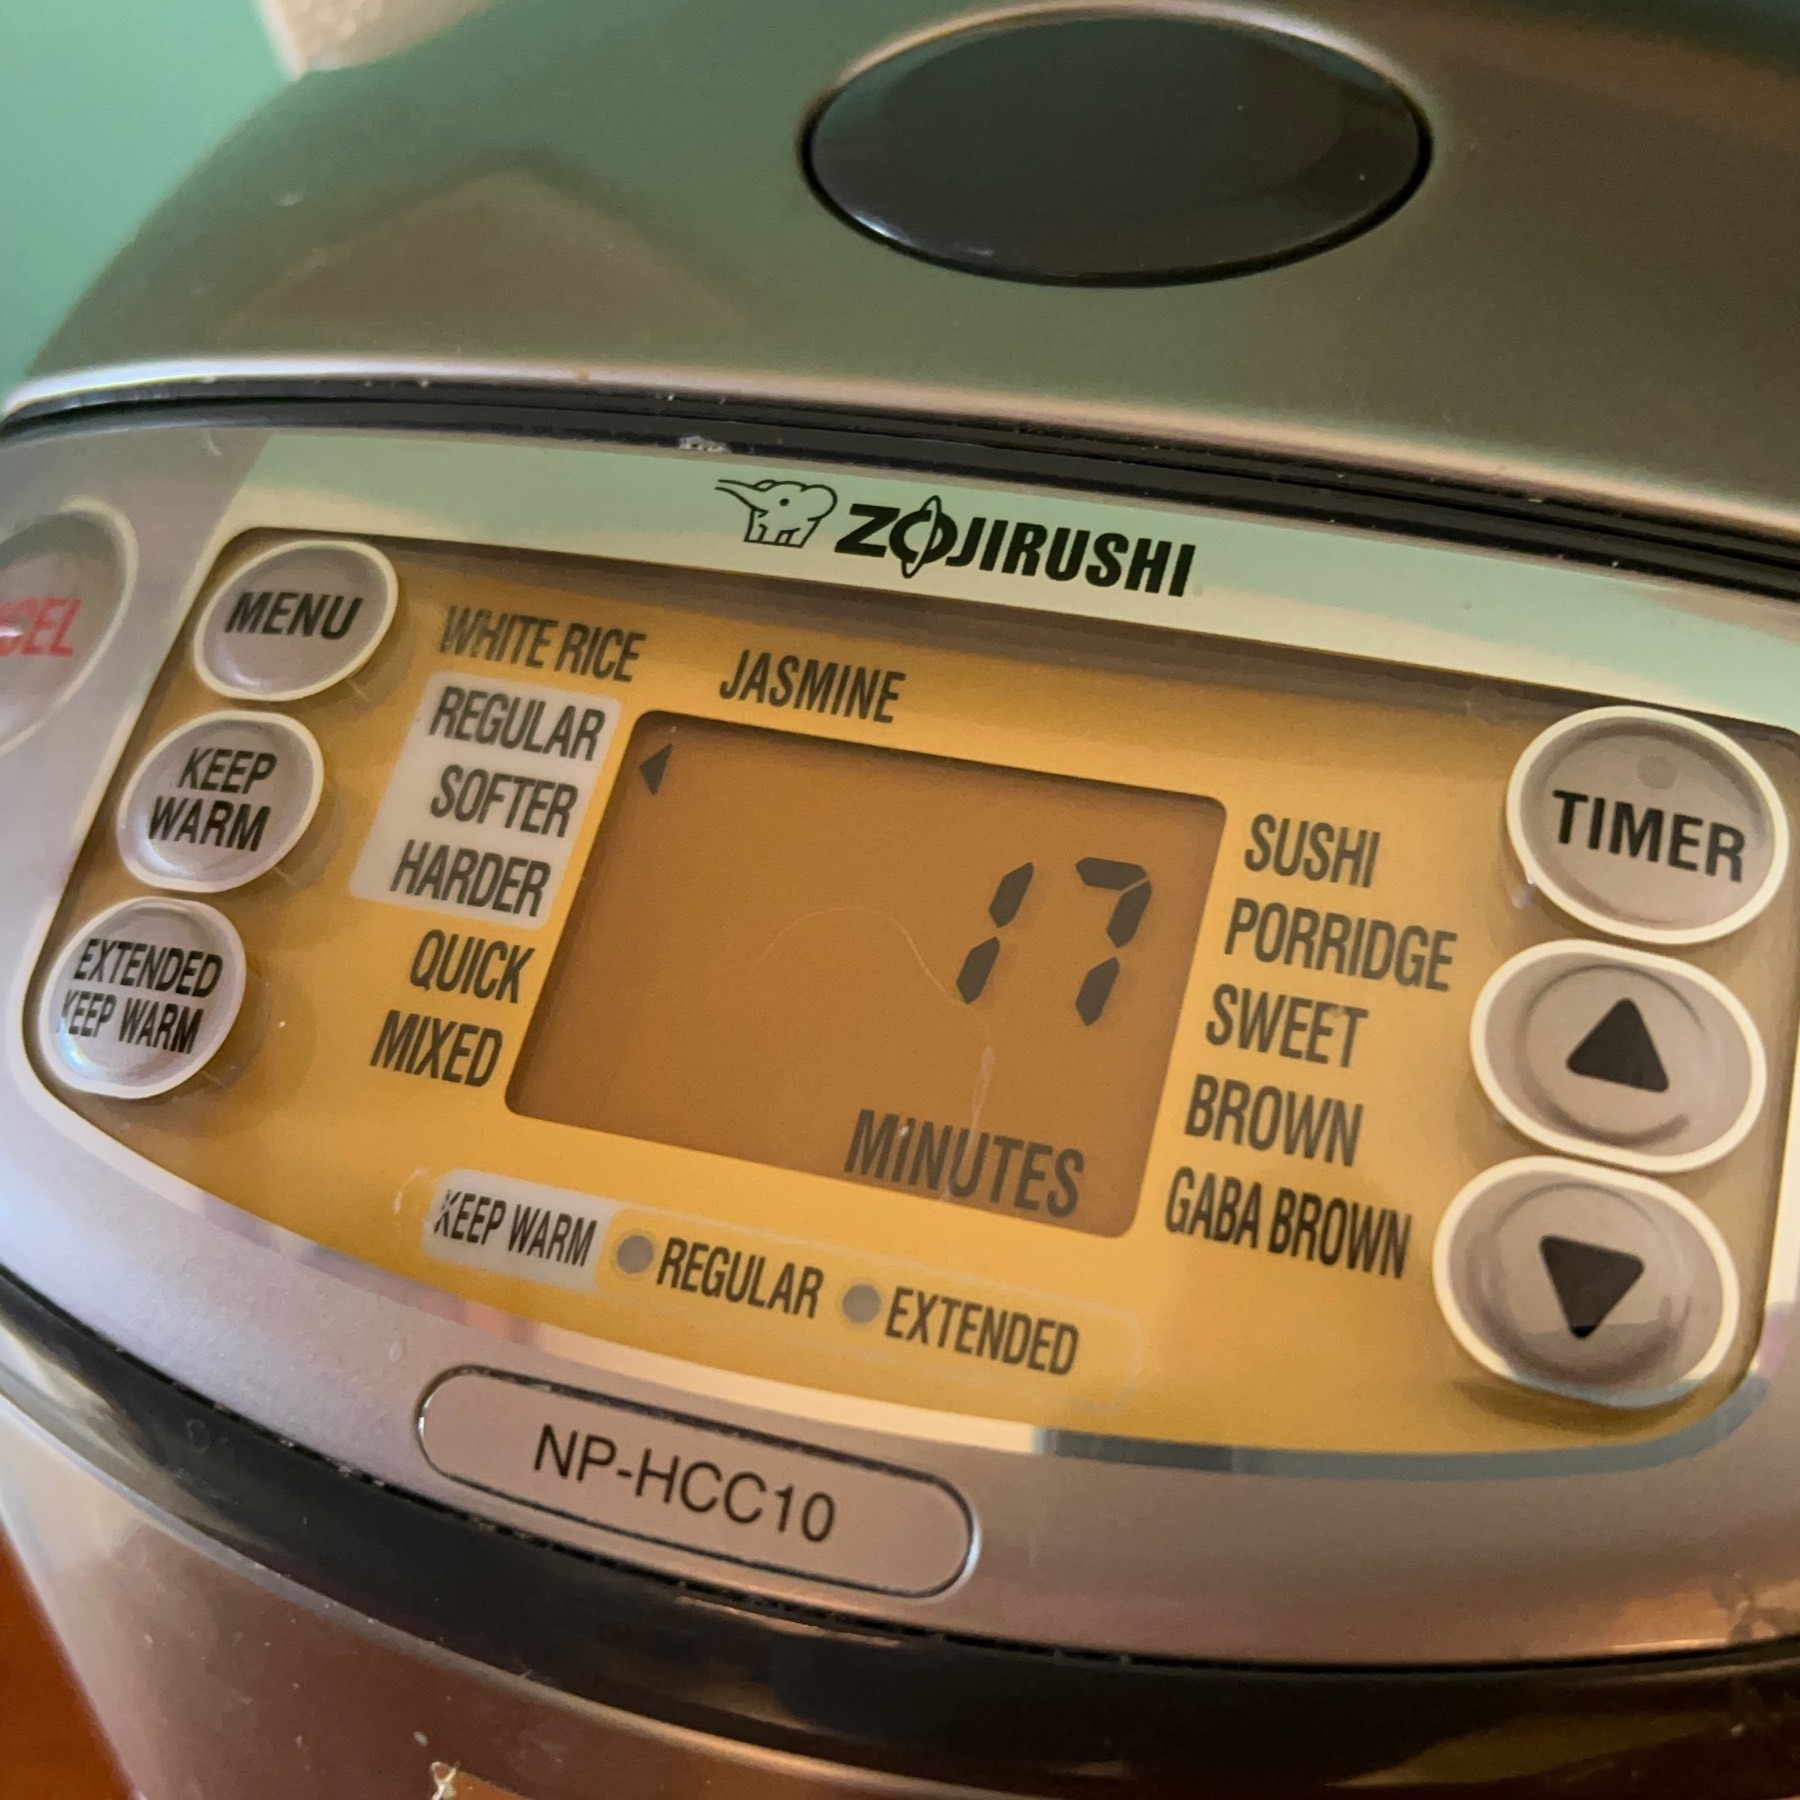 ZOJIRUSHI
MENU
KEEP
WARM
EXTENDED
KEEP WARM
WHITE RICE
REGULAR
SOFTER
HARDER
QUICK
MIXED
JASMINE
17
MINUTES
SUSHI
PORRIDGE
SWEET
BROWN
GABA BROWN
TIMER
KEEP WARM REGULAR EXTENDED
NP-HCC10